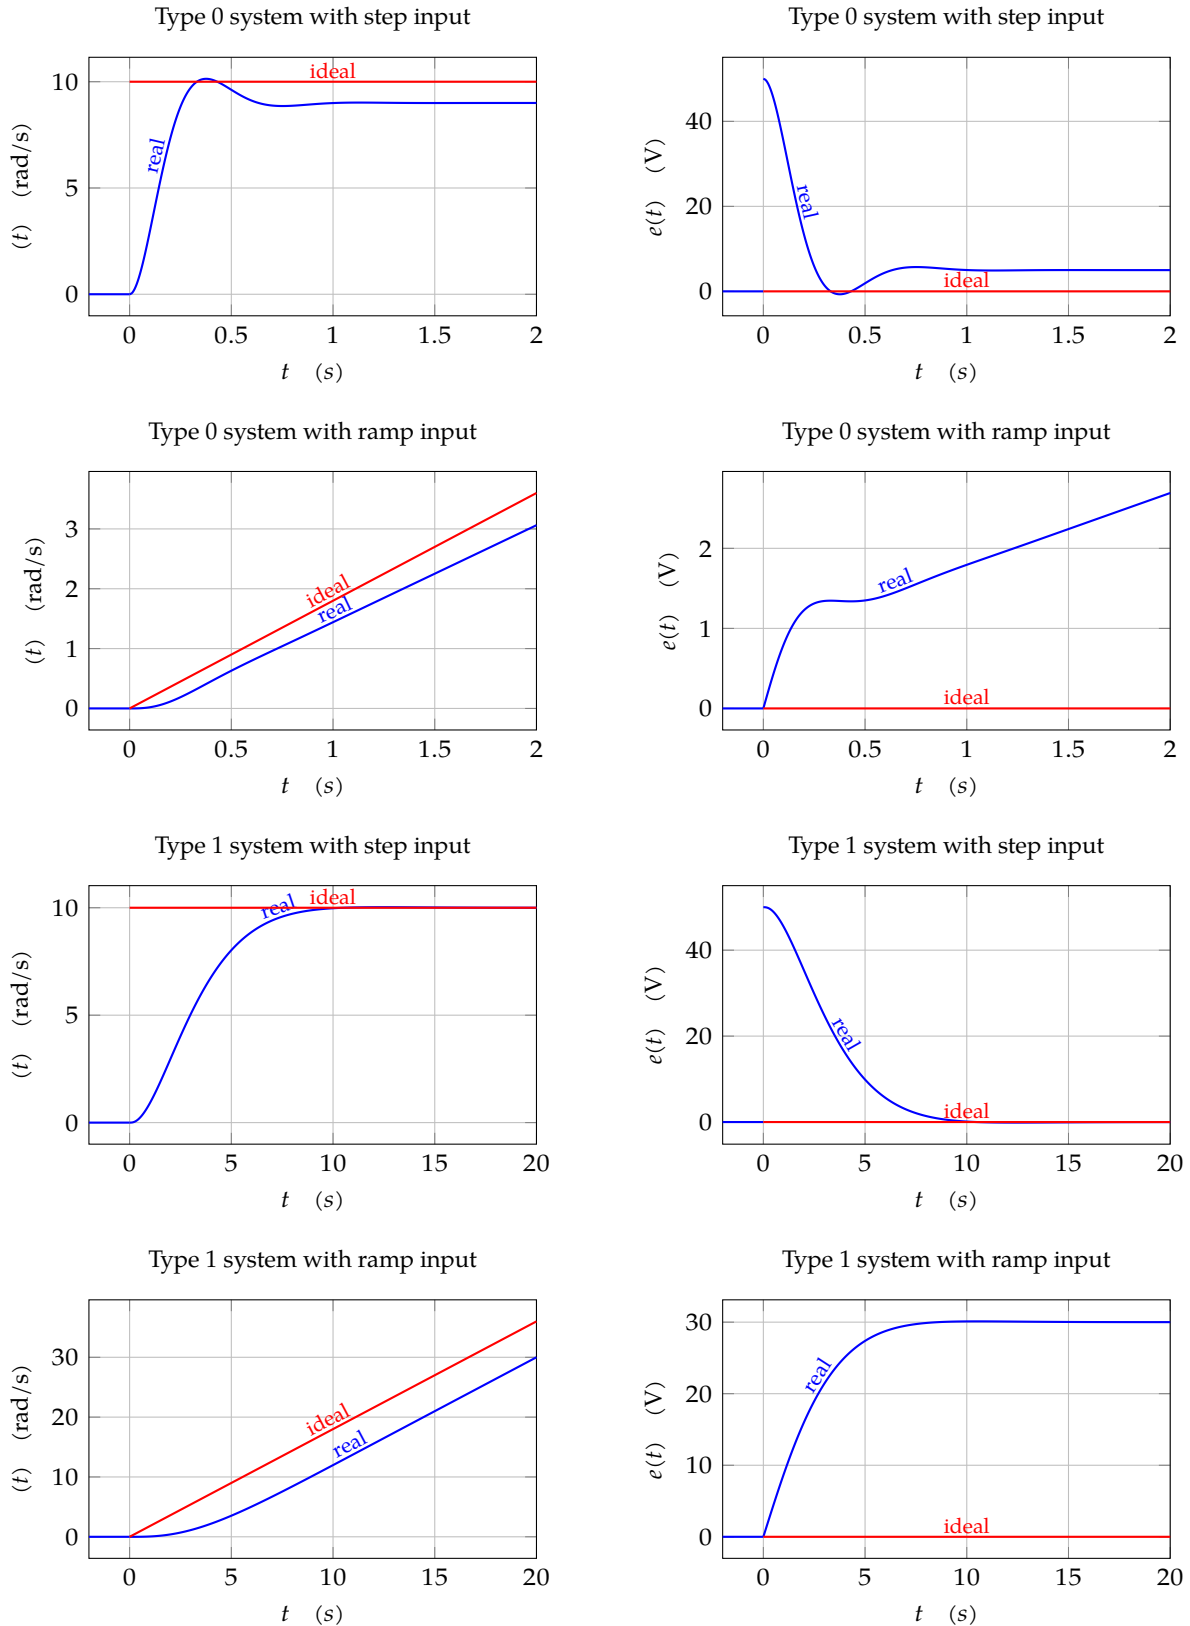 Type 0 system with step input
10
5
0
0
0.5
1
1.5
2
(t) (rad/s)
t (s)
ideal
real
Type 0 system with step input
40
20
0
0
0.5
1
1.5
2
e(t) (V)
t (s)
real
ideal
Type 0 system with ramp input
3
2
1
0
0
0.5
1
1.5
2
(t) (rad/s)
t (s)
ideal
real
Type 0 system with ramp input
2
1
0
0
0.5
1
1.5
2
e(t) (V)
t (s)
real
ideal
Type 1 system with step input
10
5
0
0
5
10
15
20
(t) (rad/s)
t (s)
ideal
real
Type 1 system with step input
40
20
0
0
5
10
15
20
e(t) (V)
t (s)
real
ideal
Type 1 system with ramp input
30
20
10
0
0
5
10
15
20
(t) (rad/s)
t (s)
ideal
real
Type 1 system with ramp input
30
20
10
0
0
5
10
15
20
e(t) (V)
t (s)
real
ideal